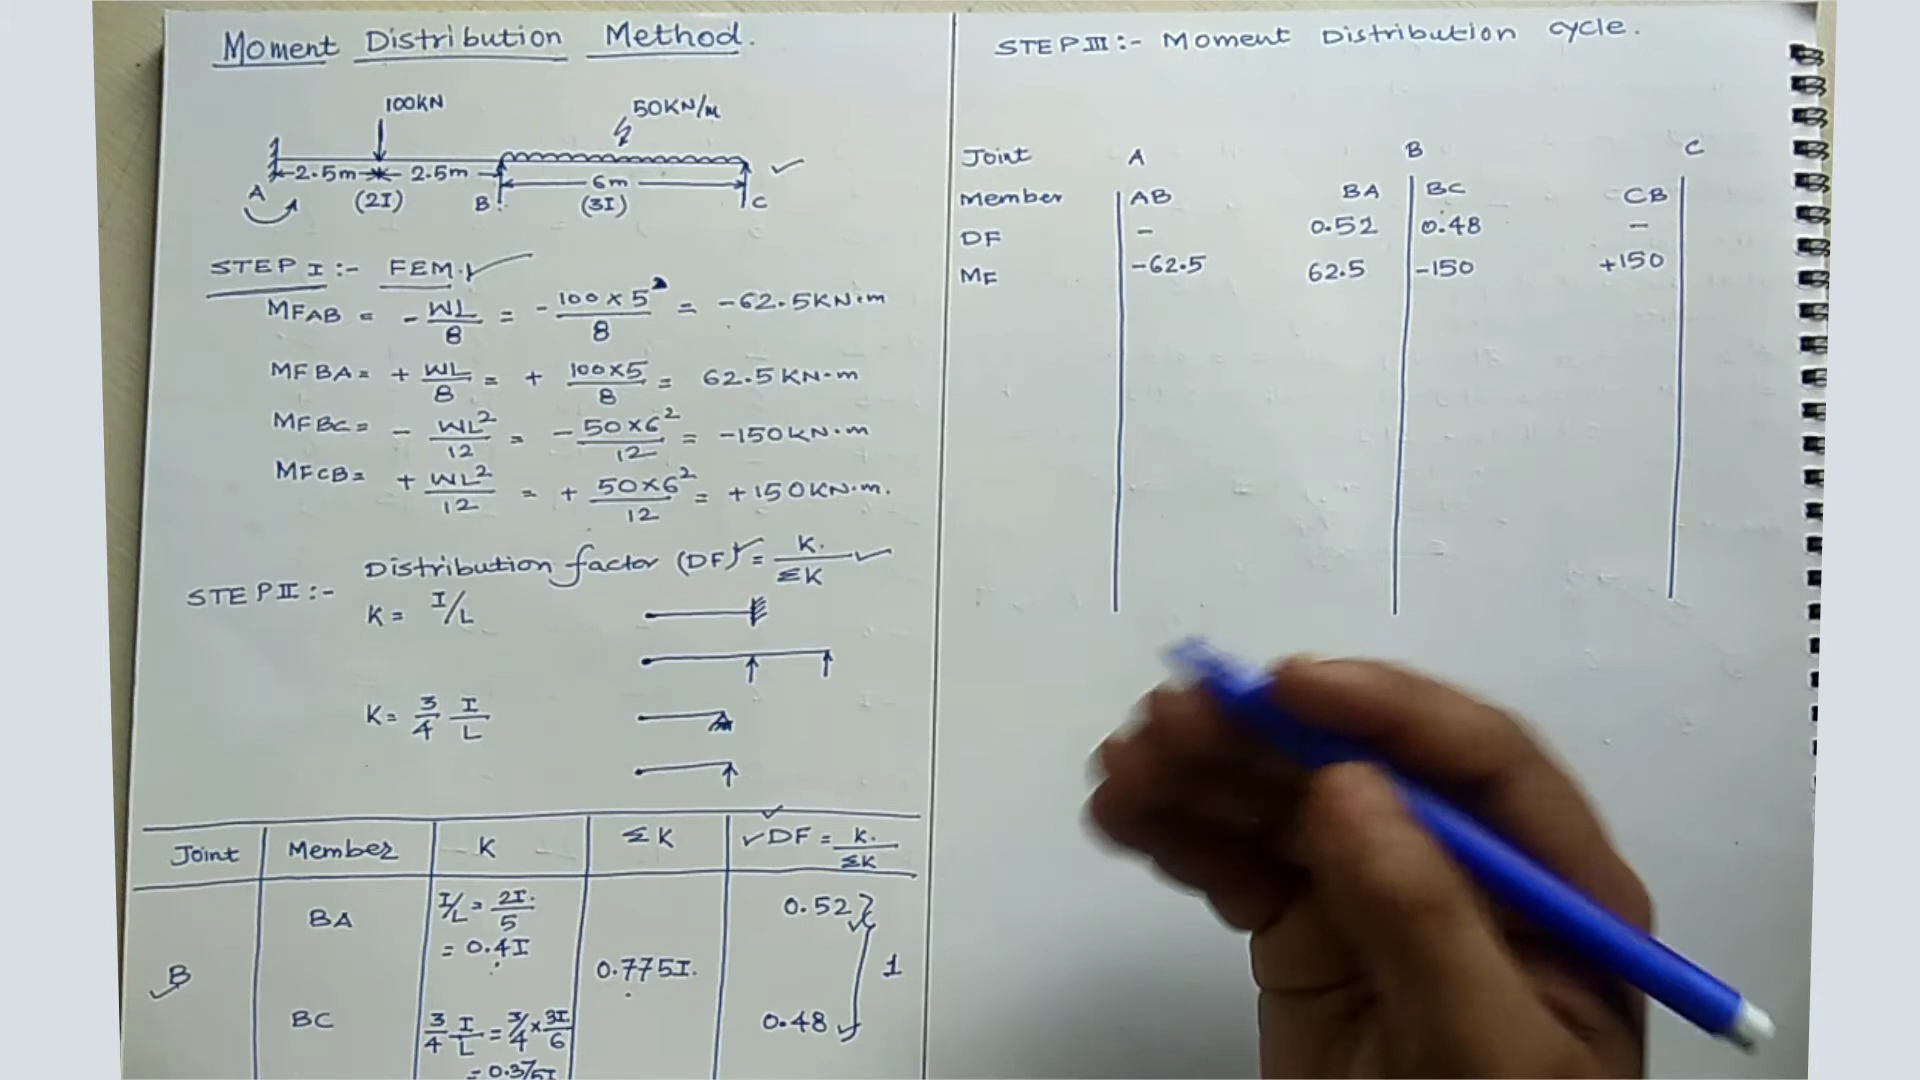 Moment Distribution Method.
100KN
50KN/m
2.5m
2.5m
6m
A
(2I)
B
(3I)
C
STEP I :- FEM.
MFAB = - WL/8 = - 100 × 5/8 = -62.5KN.m
MFBA = + WL/8 = + 100×5/8 = 62.5 KN-m
MFBC = - WL²/12 = - 50×6²/12 = -150KN.m
MFCB = + WL²/12 = + 50×6²/12 = +150KN.m.
STEP II :- Distribution factor (DF) = K./ΣK
K = I/L
K = 3/4 I/L
Joint Member K ΣK DF = K./ΣK
B BA I/L = 2I./5 = 0.4I 0.775I. 0.52
1
BC 3/4 I/L = 3/4 × 3I/6 = 0.375I 0.48
STEP III :- Moment Distribution cycle.
Joint A B C
Member AB BA BC CB
DF - 0.52 0.48 -
MF -62.5 62.5 -150 +150